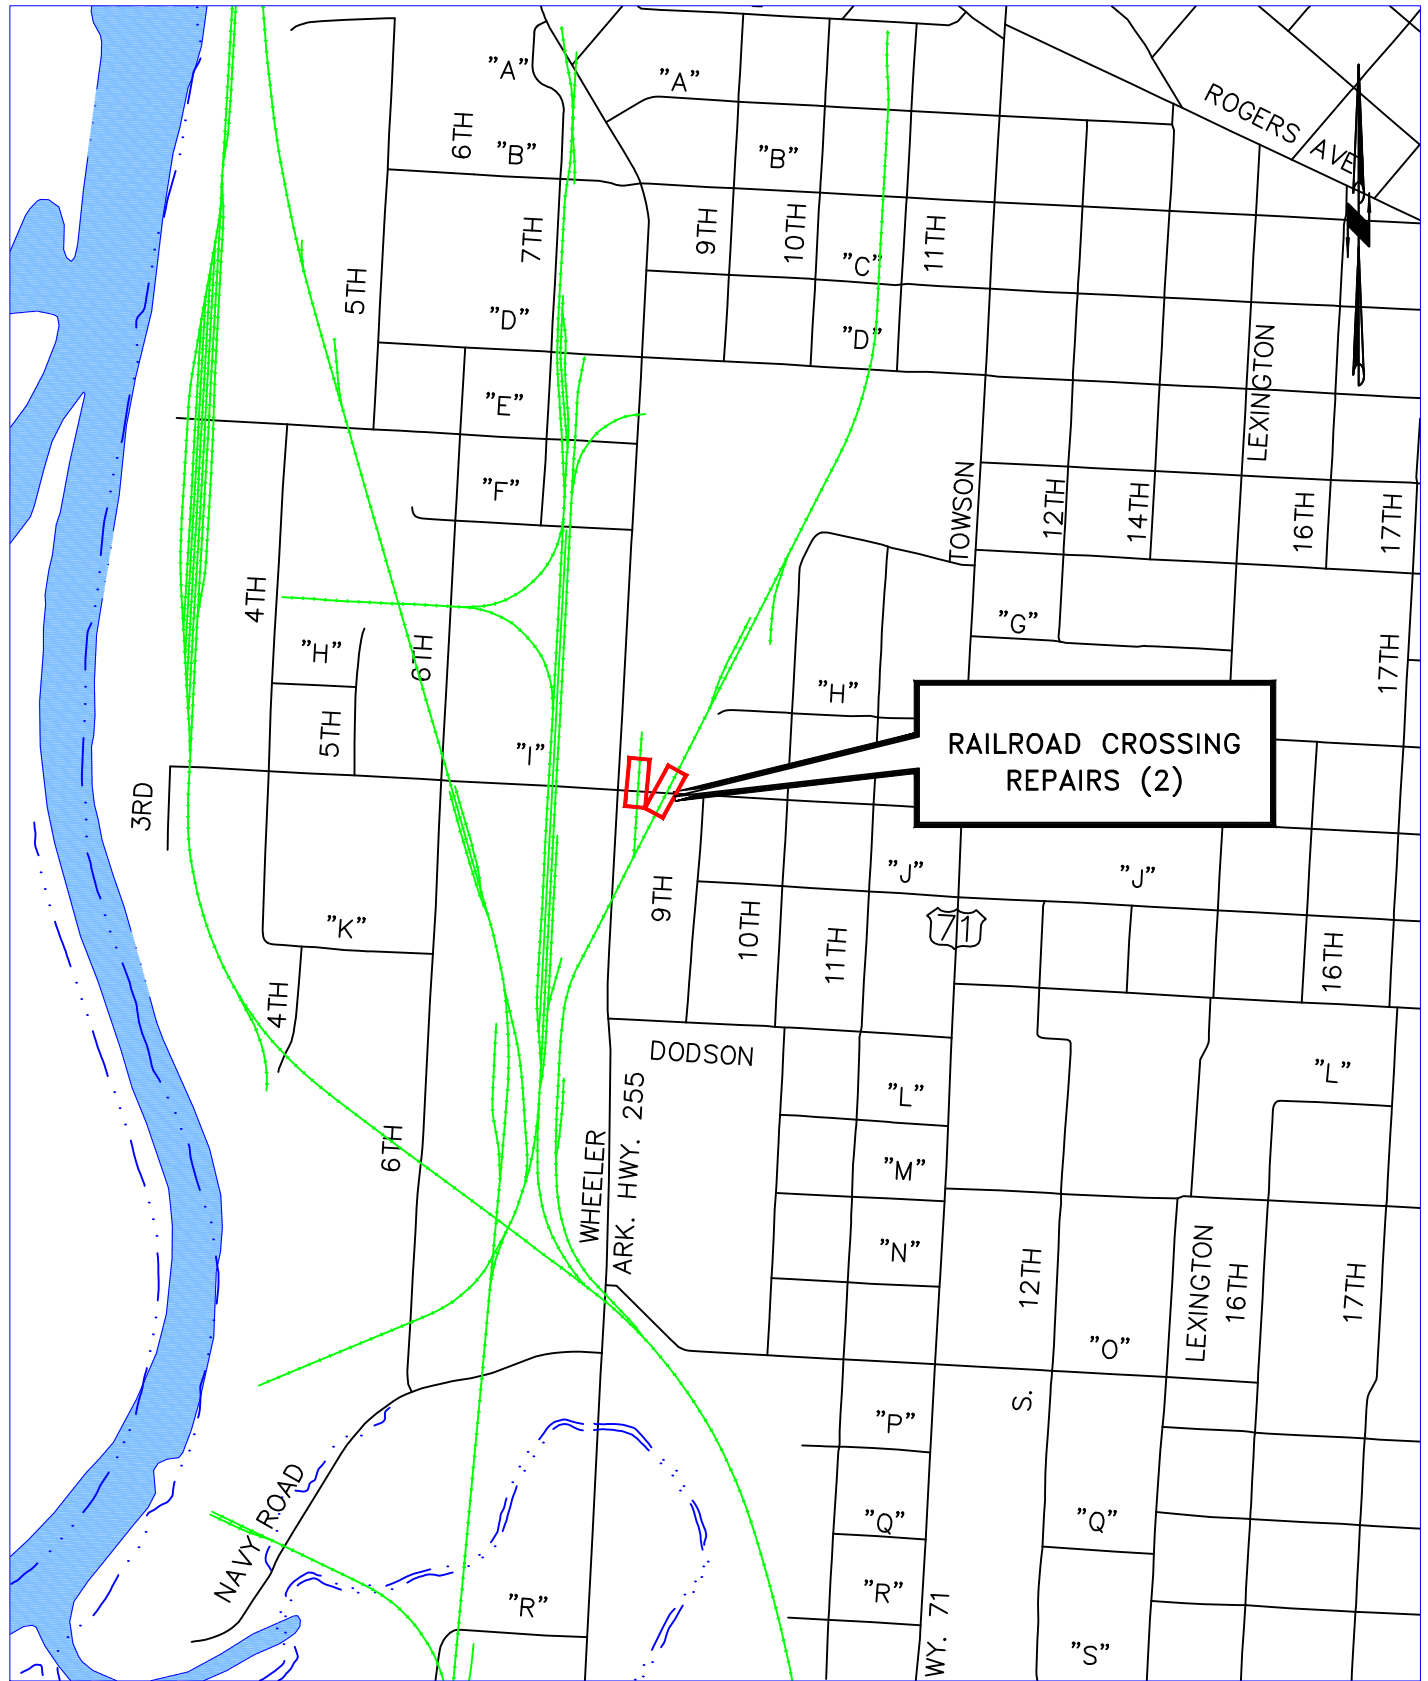 "A"
"A"
ROGERS AVE
6TH
"B"
"B"
7TH
9TH
10TH
"C"
11TH
5TH
"D"
"D"
LEXINGTON
"E"
"F"
TOWSON
12TH
14TH
16TH
17TH
4TH
"H"
6TH
"G"
17TH
"H"
5TH
"I"
RAILROAD CROSSING
REPAIRS (2)
3RD
"J"
"J"
9TH
"K"
10TH
71
11TH
16TH
4TH
DODSON
"L"
"L"
6TH
WHEELER
ARK. HWY. 255
"M"
"N"
12TH
LEXINGTON
16TH
17TH
"O"
S.
"P"
NAVY ROAD
"Q"
"Q"
"R"
"R"
WY. 71
"S"